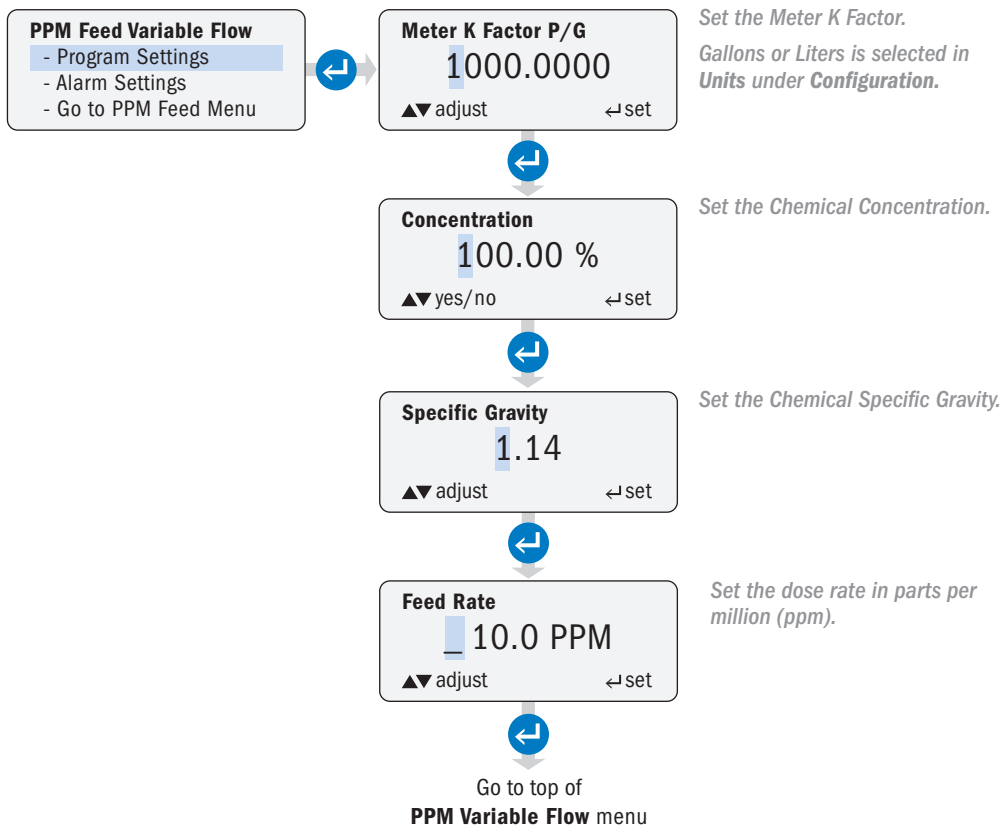 PPM Feed Variable Flow
- Program Settings
- Alarm Settings
- Go to PPM Feed Menu
Meter K Factor P/G
1000.0000
▲▼ adjust ↵ set
Set the Meter K Factor.
Gallons or Liters is selected in
Units under Configuration.
Concentration
100.00 %
▲▼ yes/no ↵ set
Set the Chemical Concentration.
Specific Gravity
1.14
▲▼ adjust ↵ set
Set the Chemical Specific Gravity.
Feed Rate
_ 10.0 PPM
▲▼ adjust ↵ set
Set the dose rate in parts per
million (ppm).
Go to top of
PPM Variable Flow menu